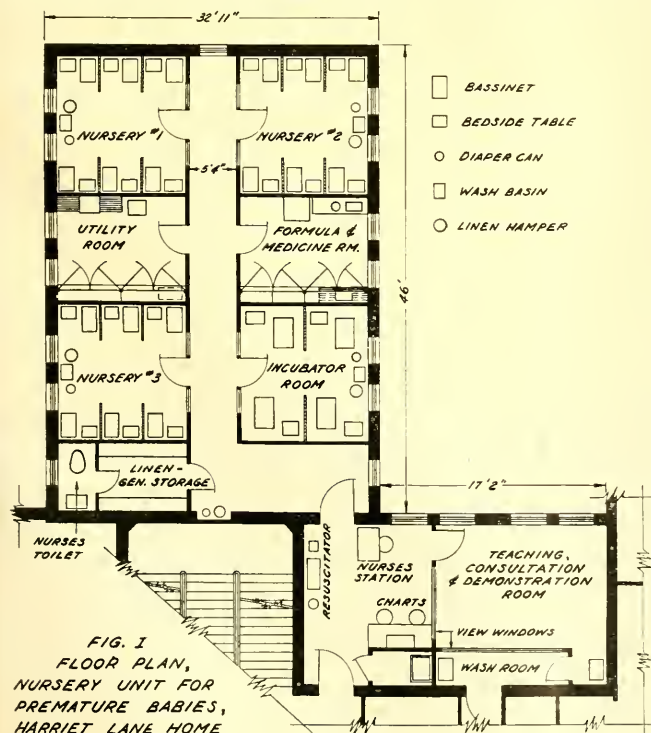 32'11"
NURSERY #1
NURSERY #2
5'4"
UTILITY
ROOM
FORMULA &
MEDICINE RM.
46'
NURSERY #3
INCUBATOR
ROOM
LINEN-
GEN. STORAGE
NURSES
TOILET
17'2"
RESUSCITATOR
NURSES
STATION
CHARTS
TEACHING,
CONSULTATION
& DEMONSTRATION
ROOM
VIEW WINDOWS
WASH ROOM
BASSINET
BEDSIDE TABLE
DIAPER CAN
WASH BASIN
LINEN HAMPER
FIG. I
FLOOR PLAN,
NURSERY UNIT FOR
PREMATURE BABIES,
HARRIET LANE HOME